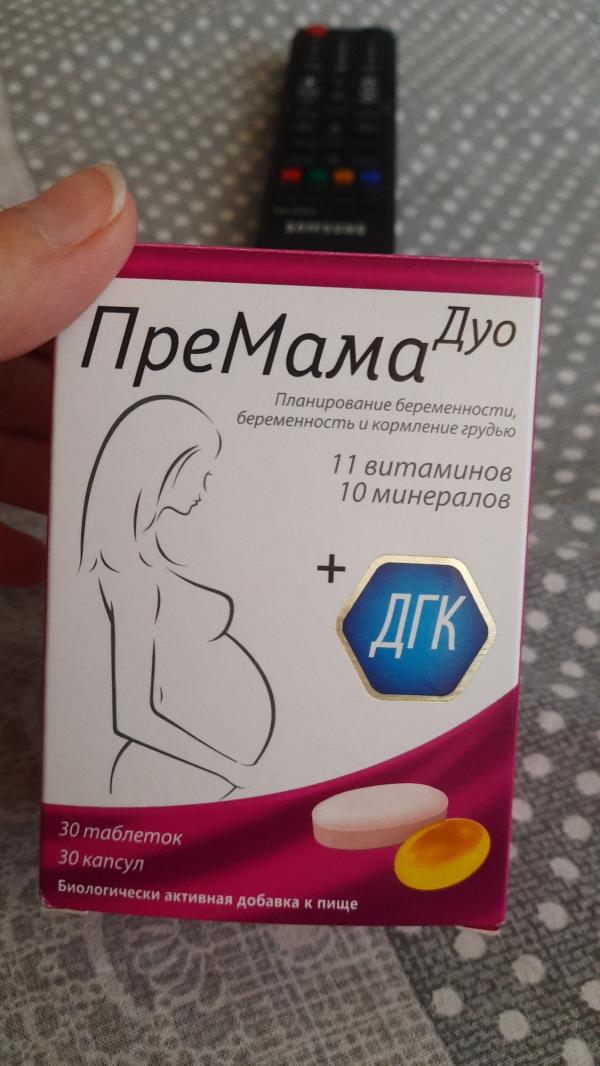 SAMSUNG
ПреМама Дуо
Планирование беременности,
беременность и кормление грудью
11 витаминов
10 минералов
+ ДГК
30 таблеток
30 капсул
Биологически активная добавка к пище